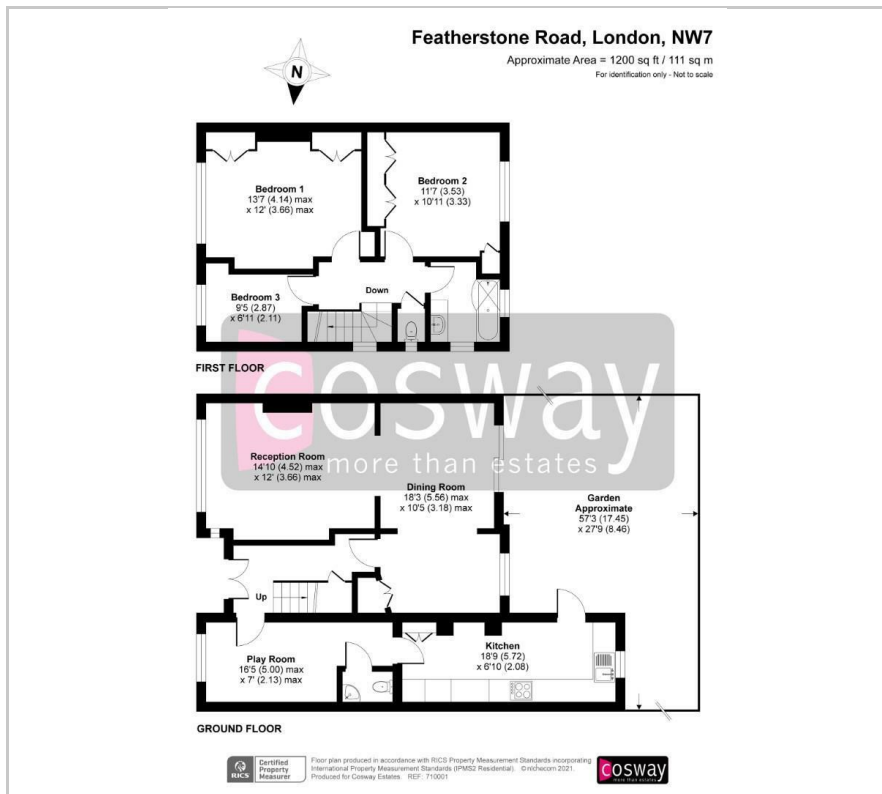 Featherstone Road, London, NW7
Approximate Area = 1200 sq ft / 111 sq m
For identification only - Not to scale
N
Bedroom 1
13'7 (4.14) max
x 12' (3.66) max
Bedroom 2
11'7 (3.53)
x 10'11 (3.33)
Bedroom 3
9'5 (2.87)
x 6'11 (2.11)
Down
FIRST FLOOR
cosway
more than estates
Reception Room
14'10 (4.52) max
x 12' (3.66) max
Dining Room
18'3 (5.56) max
x 10'5 (3.18) max
Garden
Approximate
57'3 (17.45)
x 27'9 (8.46)
Up
Play Room
16'5 (5.00) max
x 7' (2.13) max
Kitchen
18'9 (5.72)
x 6'10 (2.08)
GROUND FLOOR
RICS
Certified
Property
Measurer
Floor plan produced in accordance with RICS Property Measurement Standards incorporating
International Property Measurement Standards (IPMS2 Residential). ©nichecom 2021.
Produced for Cosway Estates. REF: 710001
cosway
more than estates